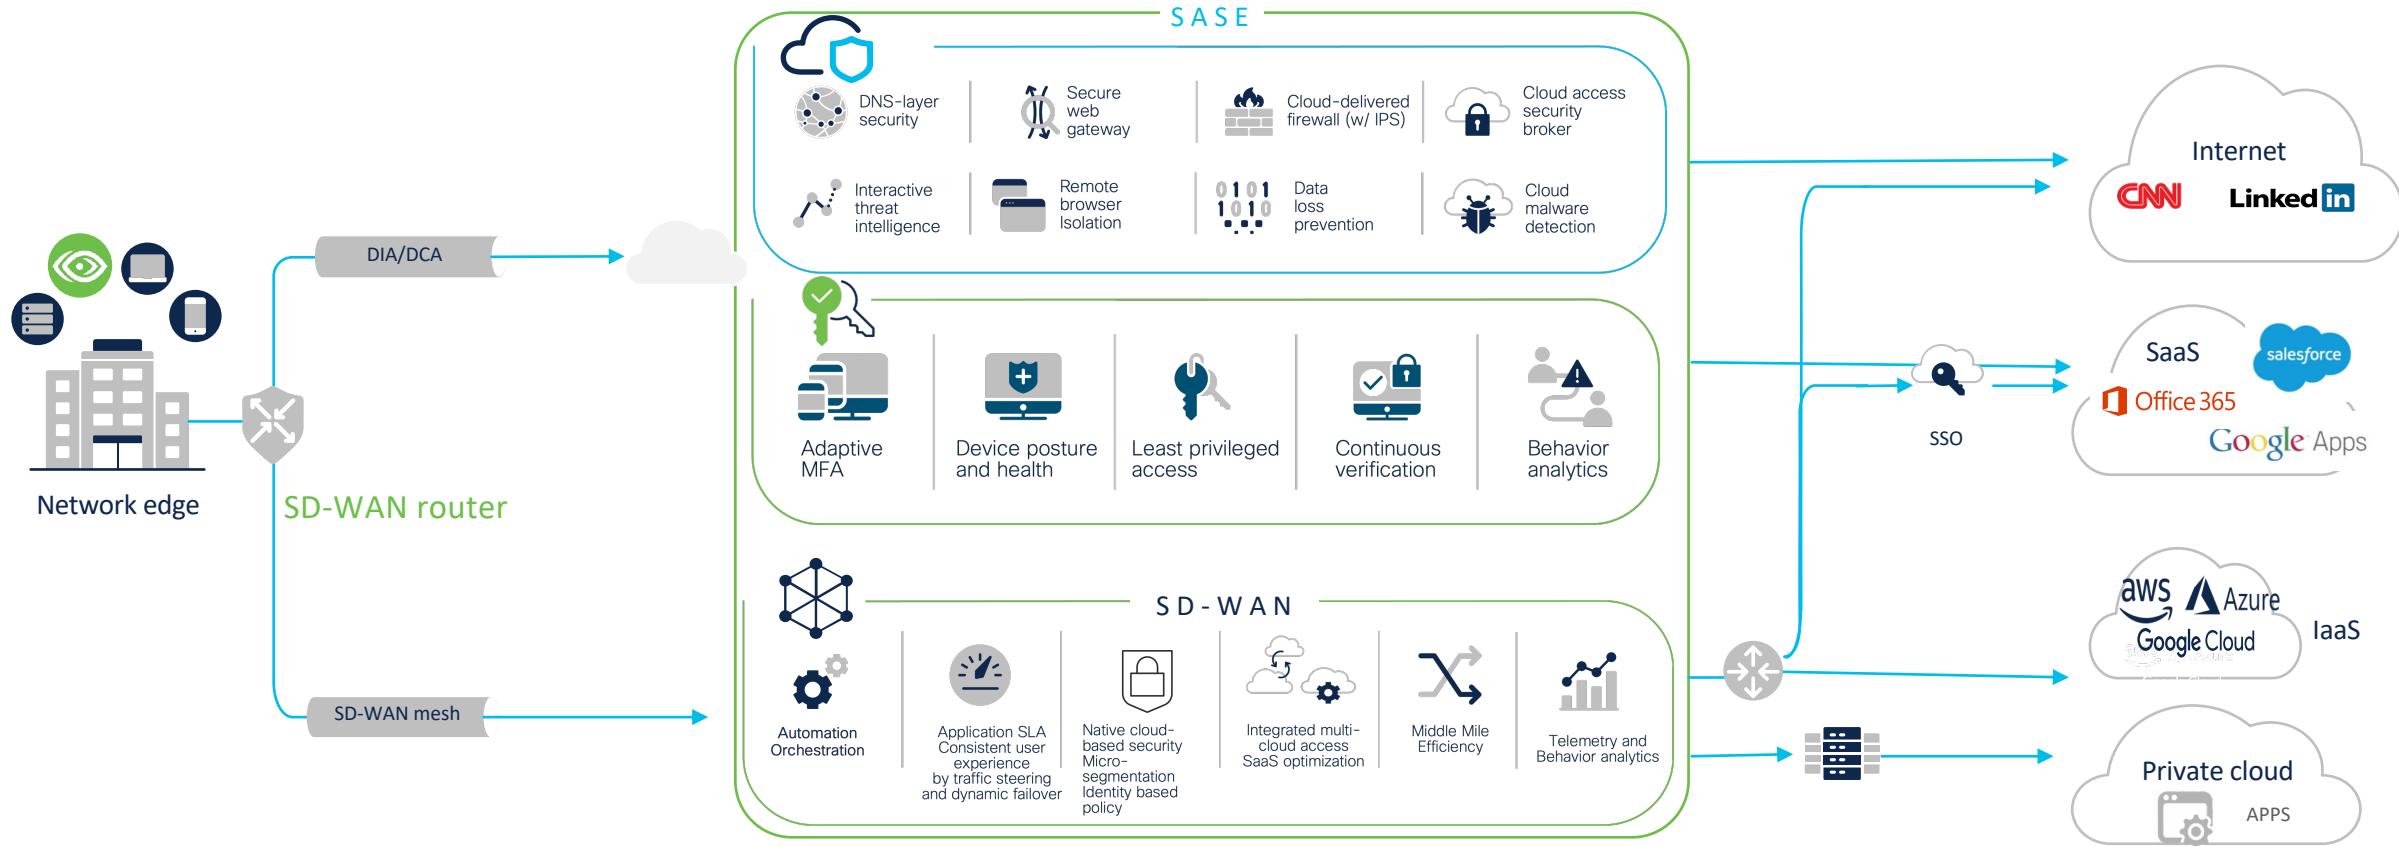 SASE
DNS-layer
security
Secure
web
gateway
Cloud-delivered
firewall (w/ IPS)
Cloud access
security
broker
Interactive
threat
intelligence
Remote
browser
Isolation
0101
1010
Data
loss
prevention
Cloud
malware
detection
DIA/DCA
Network edge
SD-WAN router
SD-WAN mesh
Adaptive
MFA
Device posture
and health
Least privileged
access
Continuous
verification
Behavior
analytics
SD-WAN
Automation
Orchestration
Application SLA
Consistent user
experience
by traffic steering
and dynamic failover
Native cloud-
based security
Micro-
segmentation
Identity based
policy
Integrated multi-
cloud access
SaaS optimization
Middle Mile
Efficiency
Telemetry and
Behavior analytics
Internet
CNN
Linked in
SSO
SaaS
salesforce
Office 365
Google Apps
aws
Azure
Google Cloud
IaaS
Private cloud
APPS